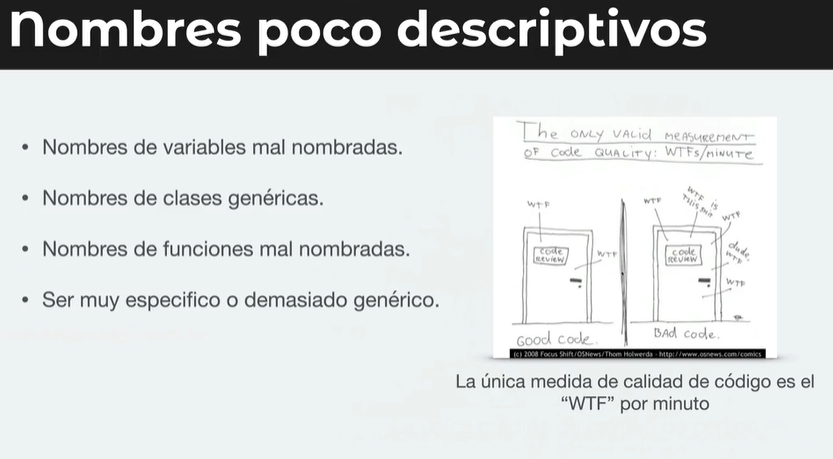 Nombres poco descriptivos
• Nombres de variables mal nombradas.
• Nombres de clases genéricas.
• Nombres de funciones mal nombradas.
• Ser muy especifico o demasiado genérico.
The ONLY VALID MEASUREMENT
OF Code QUALITY: WTFs/MINUTE
WTF
code
REVIEW
WTF
GOOD code.
WTF
WTF is
THIS SHIT
WTF
code
REVIEW
dude,
WTF
WTF
BAd code.
(c) 2008 Focus Shift/OSNews/Thom Holwerda - http://www.osnews.com/comics
La única medida de calidad de código es el
“WTF” por minuto